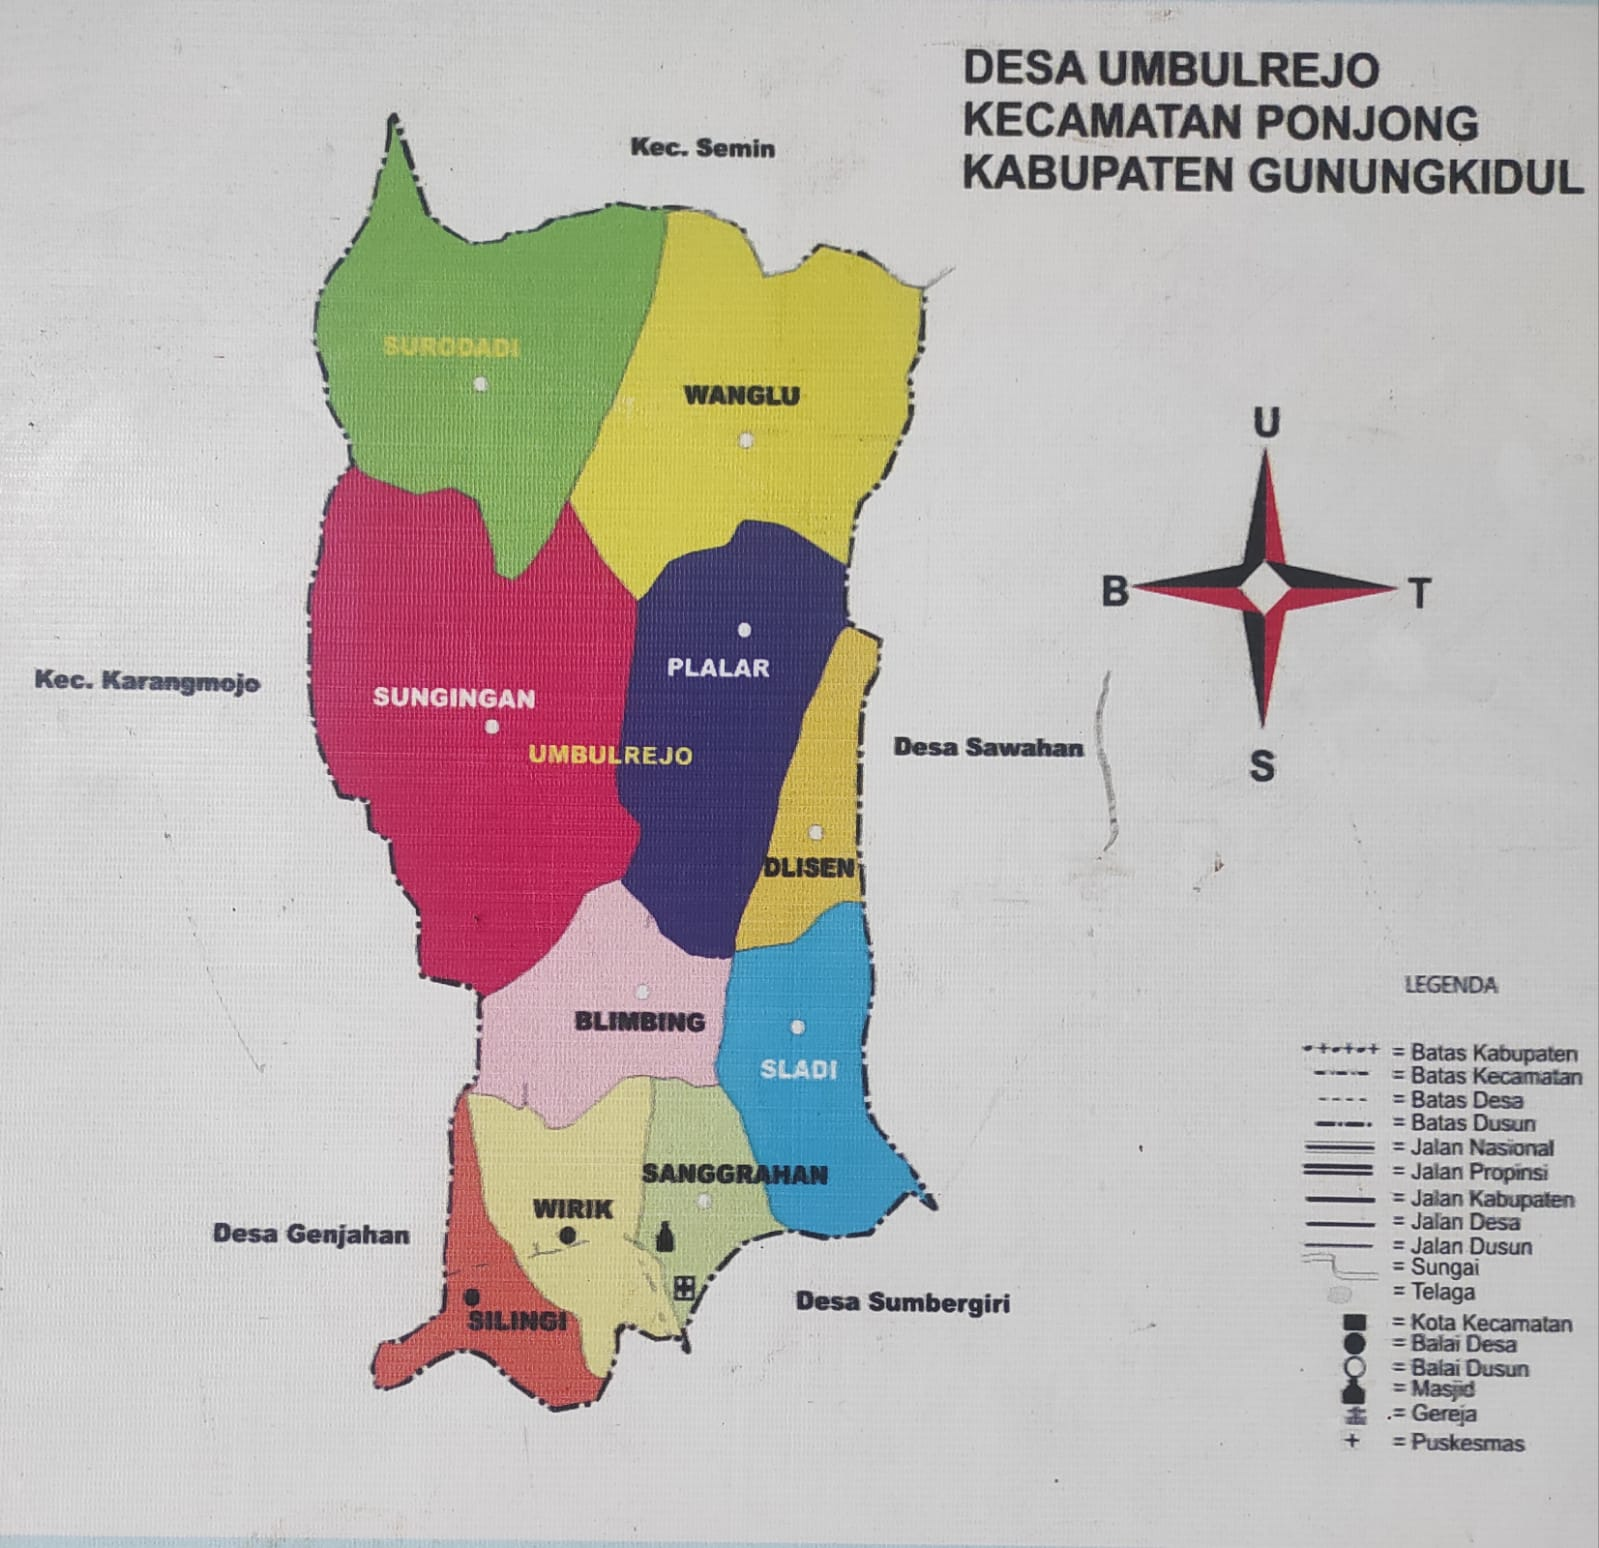 DESA UMBULREJO
KECAMATAN PONJONG
KABUPATEN GUNUNGKIDUL
Kec. Semin
SURODADI
WANGLU
U
B
T
S
Kec. Karangmojo
SUNGINGAN
PLALAR
UMBULREJO
Desa Sawahan
DLISEN
BLIMBING
SLADI
SANGGRAHAN
WIRIK
Desa Genjahan
SILINGI
Desa Sumbergiri
LEGENDA
= Batas Kabupaten
= Batas Kecamatan
= Batas Desa
= Batas Dusun
= Jalan Nasional
= Jalan Propinsi
= Jalan Kabupaten
= Jalan Desa
= Jalan Dusun
= Sungai
= Telaga
= Kota Kecamatan
= Balai Desa
= Balai Dusun
= Masjid
.= Gereja
= Puskesmas